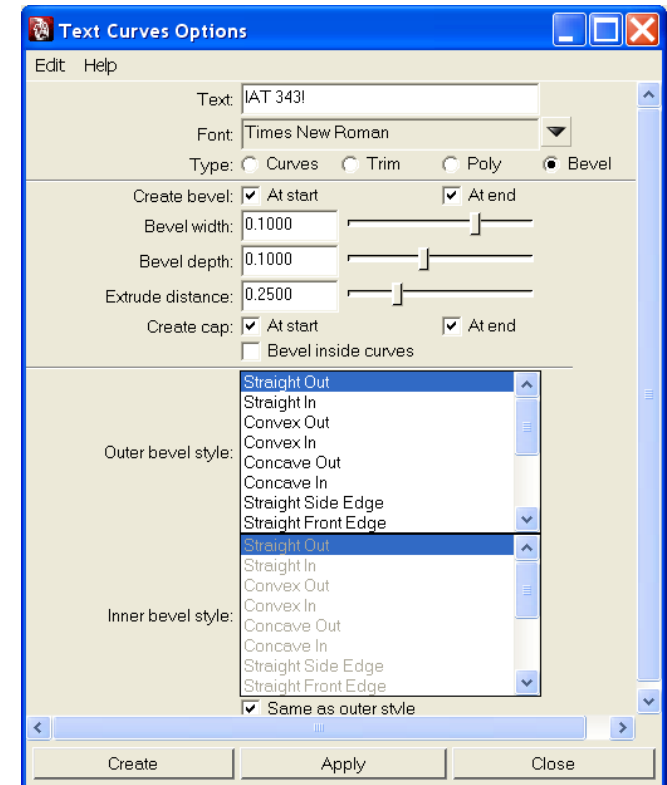 Text Curves Options
Edit Help
Text: IAT 343!
Font: Times New Roman
Type: Curves Trim Poly Bevel
Create bevel: At start At end
Bevel width: 0.1000
Bevel depth: 0.1000
Extrude distance: 0.2500
Create cap: At start At end
Bevel inside curves
Outer bevel style:
Straight Out
Straight In
Convex Out
Convex In
Concave Out
Concave In
Straight Side Edge
Straight Front Edge
Inner bevel style:
Straight Out
Straight In
Convex Out
Convex In
Concave Out
Concave In
Straight Side Edge
Straight Front Edge
Same as outer style
Create Apply Close